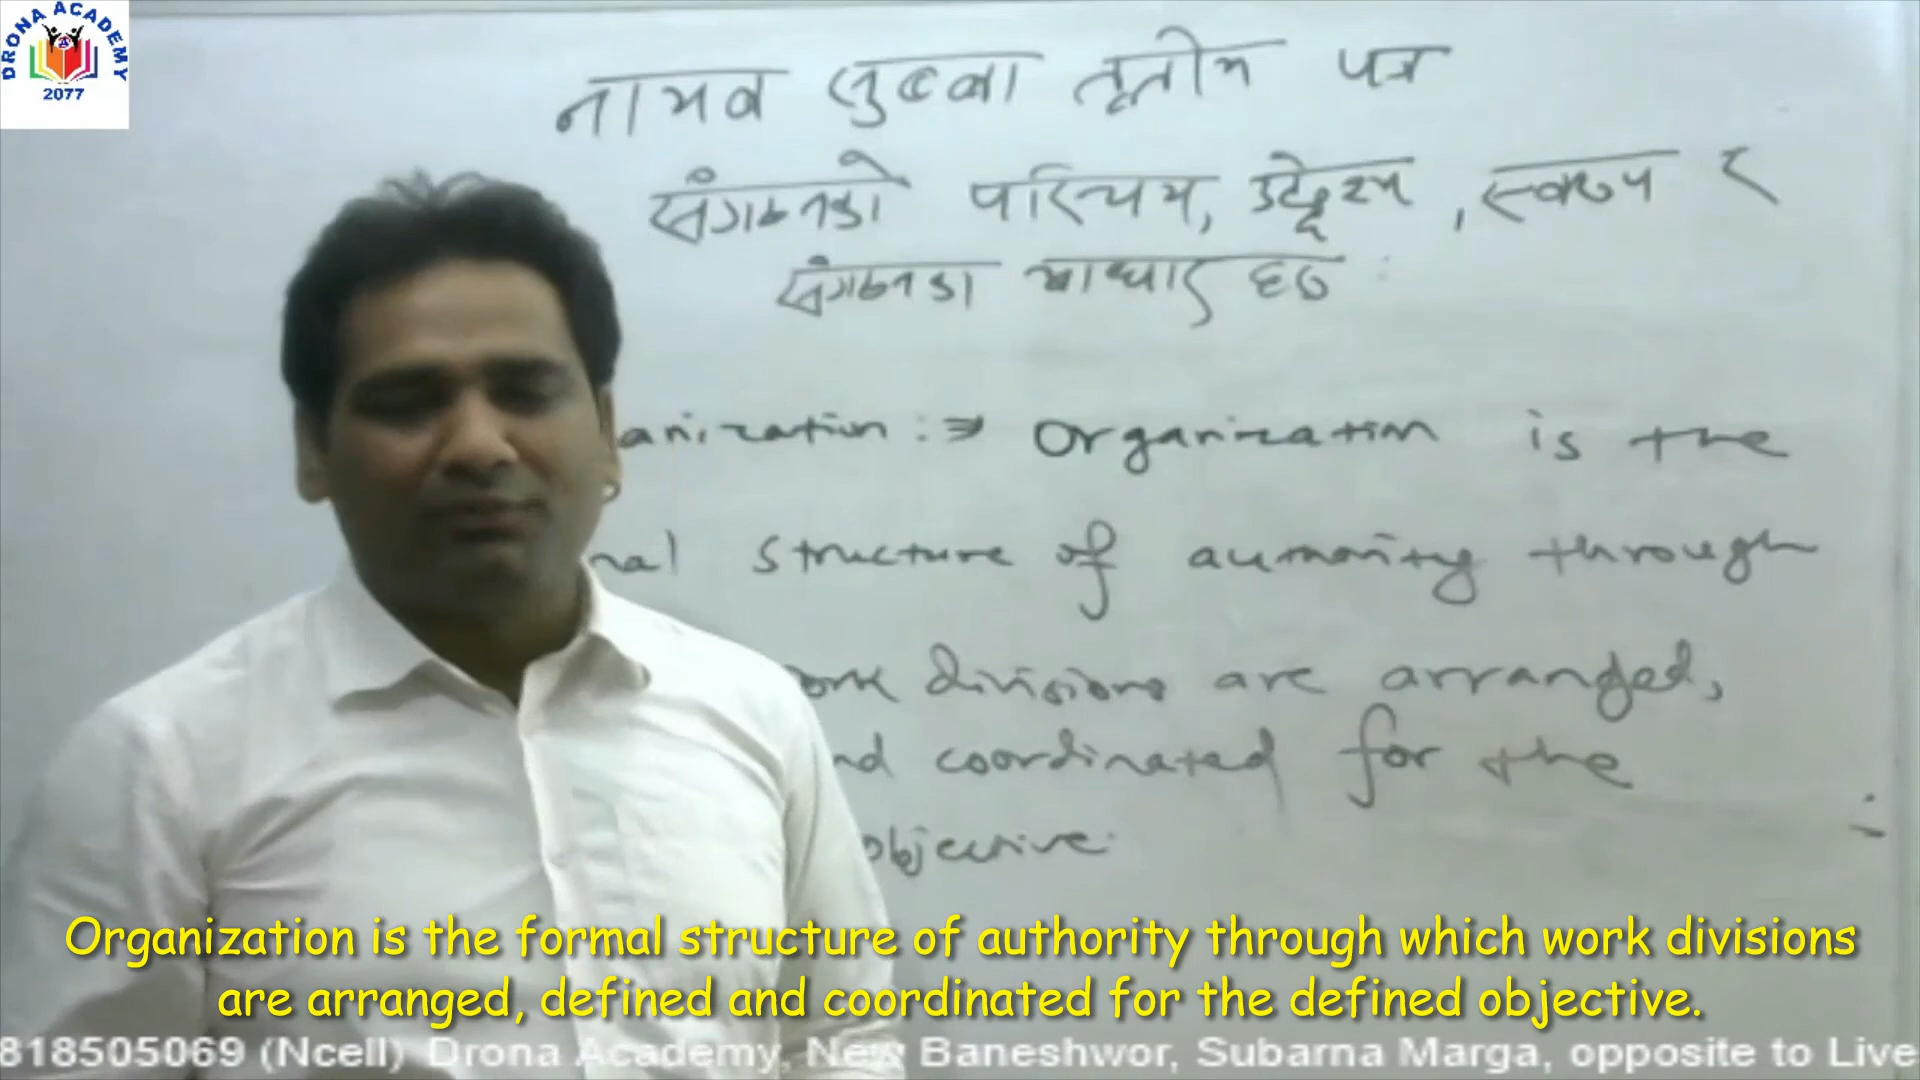 DRONA ACADEMY
2077
नायब सुब्बा तृतीय पत्र
संगठनको परिचय, उद्देश्य, स्वरुप र
संगठनका आधार हरु :
anization :⇒ Organization is the
nal structure of authority through
ork divisions are arranged,
nd coordinated for the
objective.
Organization is the formal structure of authority through which work divisions
are arranged, defined and coordinated for the defined objective.
818505069 (Ncell) Drona Academy, New Baneshwor, Subarna Marga, opposite to Live